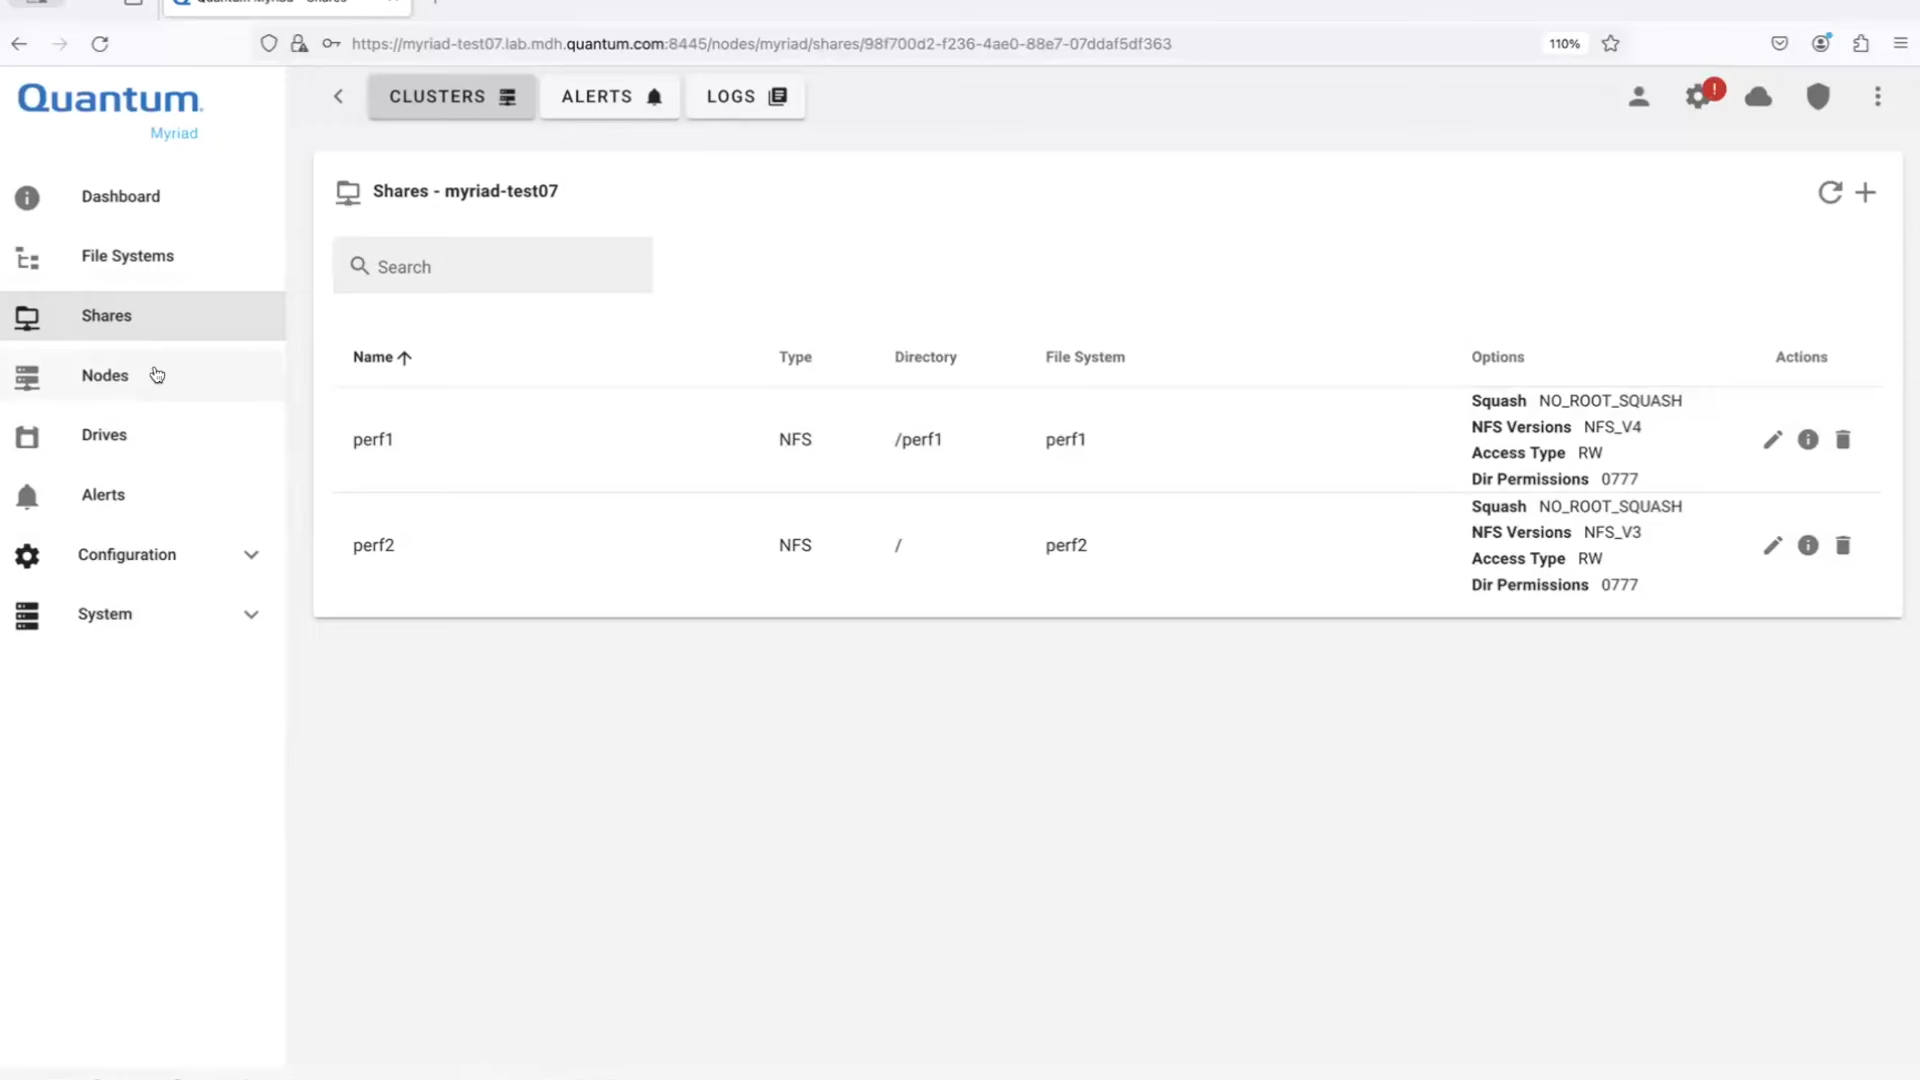 https://myriad-test07.lab.mdh.quantum.com:8445/nodes/myriad/shares/98f700d2-f236-4ae0-88e7-07ddaf5df363
110%
Quantum
Myriad
CLUSTERS
ALERTS
LOGS
Dashboard
File Systems
Shares
Nodes
Drives
Alerts
Configuration
System
Shares - myriad-test07
Search
Name Type Directory File System Options Actions
perf1 NFS /perf1 perf1
Squash NO_ROOT_SQUASH
NFS Versions NFS_V4
Access Type RW
Dir Permissions 0777
perf2 NFS / perf2
Squash NO_ROOT_SQUASH
NFS Versions NFS_V3
Access Type RW
Dir Permissions 0777